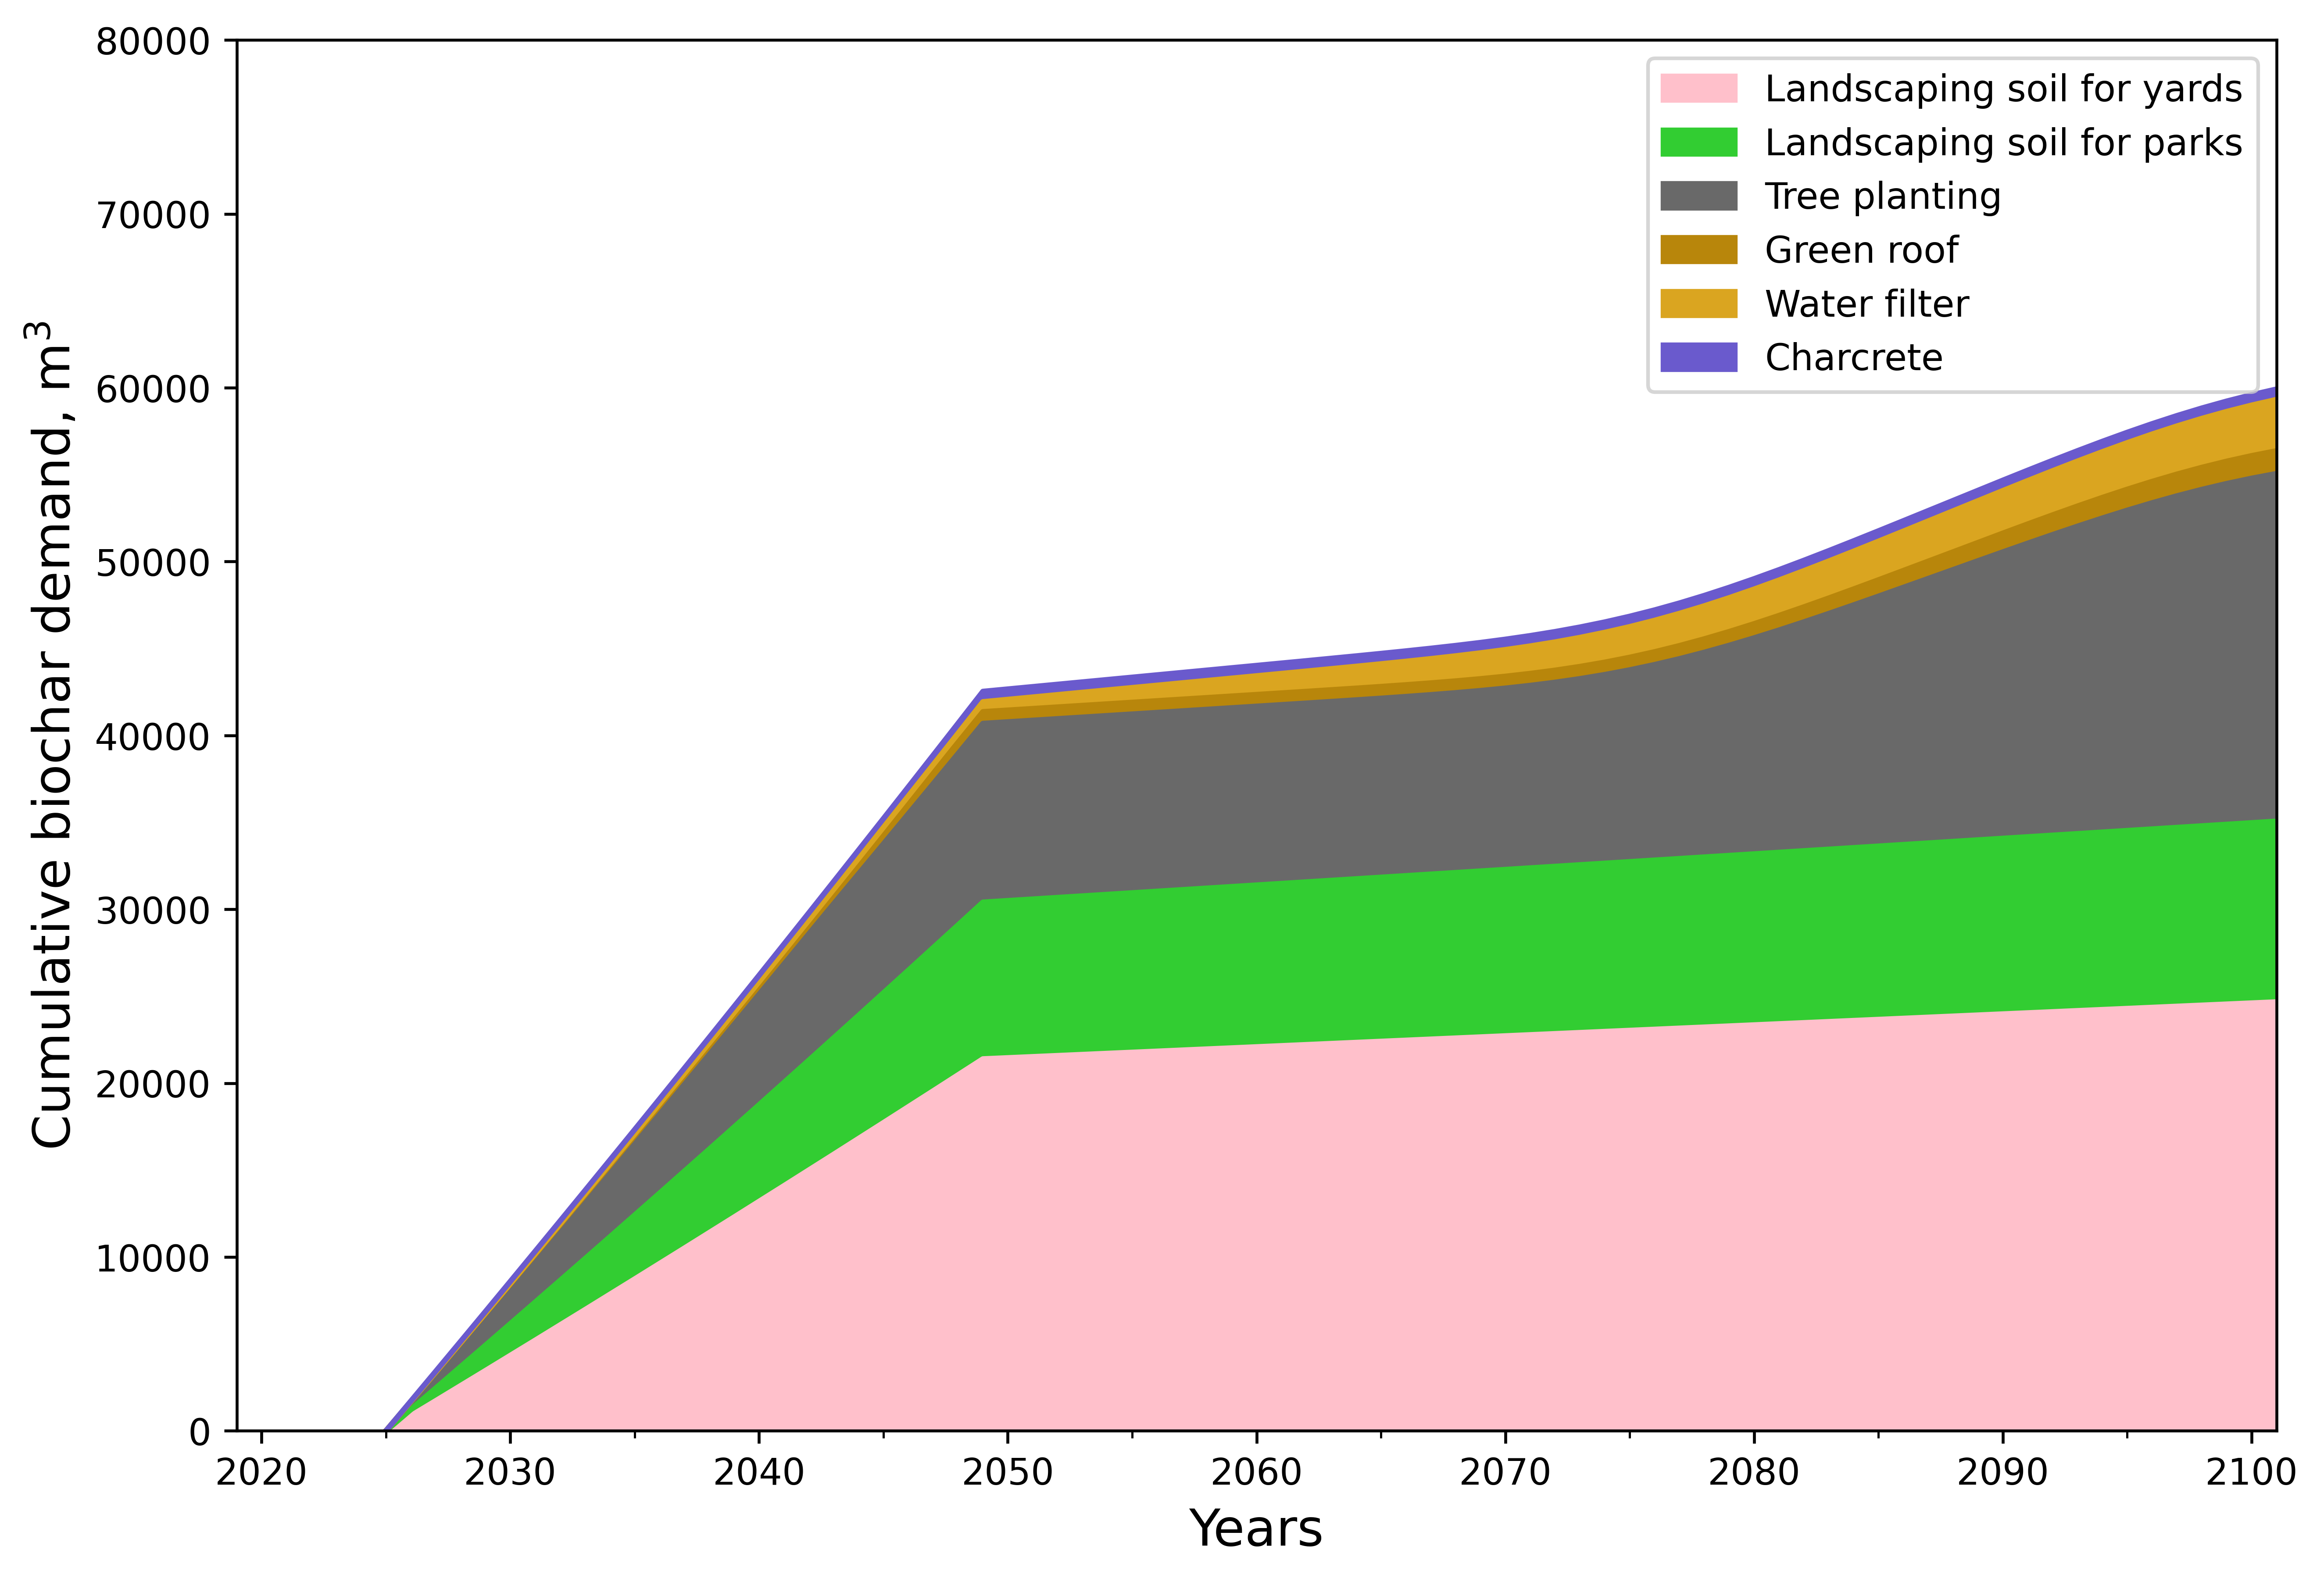 80000
70000
60000
50000
40000
30000
20000
10000
0
Cumulative biochar demand, m³
Landscaping soil for yards
Landscaping soil for parks
Tree planting
Green roof
Water filter
Charcrete
2020 2030 2040 2050 2060 2070 2080 2090 2100
Years